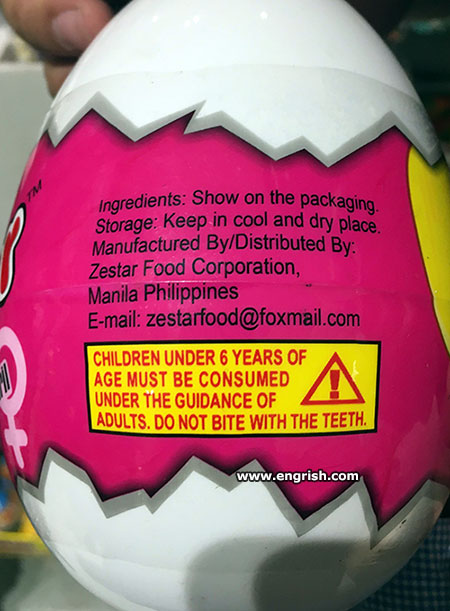 TM
Ingredients: Show on the packaging.
Storage: Keep in cool and dry place.
Manufactured By/Distributed By:
Zestar Food Corporation,
Manila Philippines
E-mail: zestarfood@foxmail.com
CHILDREN UNDER 6 YEARS OF
AGE MUST BE CONSUMED
UNDER THE GUIDANCE OF
ADULTS. DO NOT BITE WITH THE TEETH.
www.engrish.com